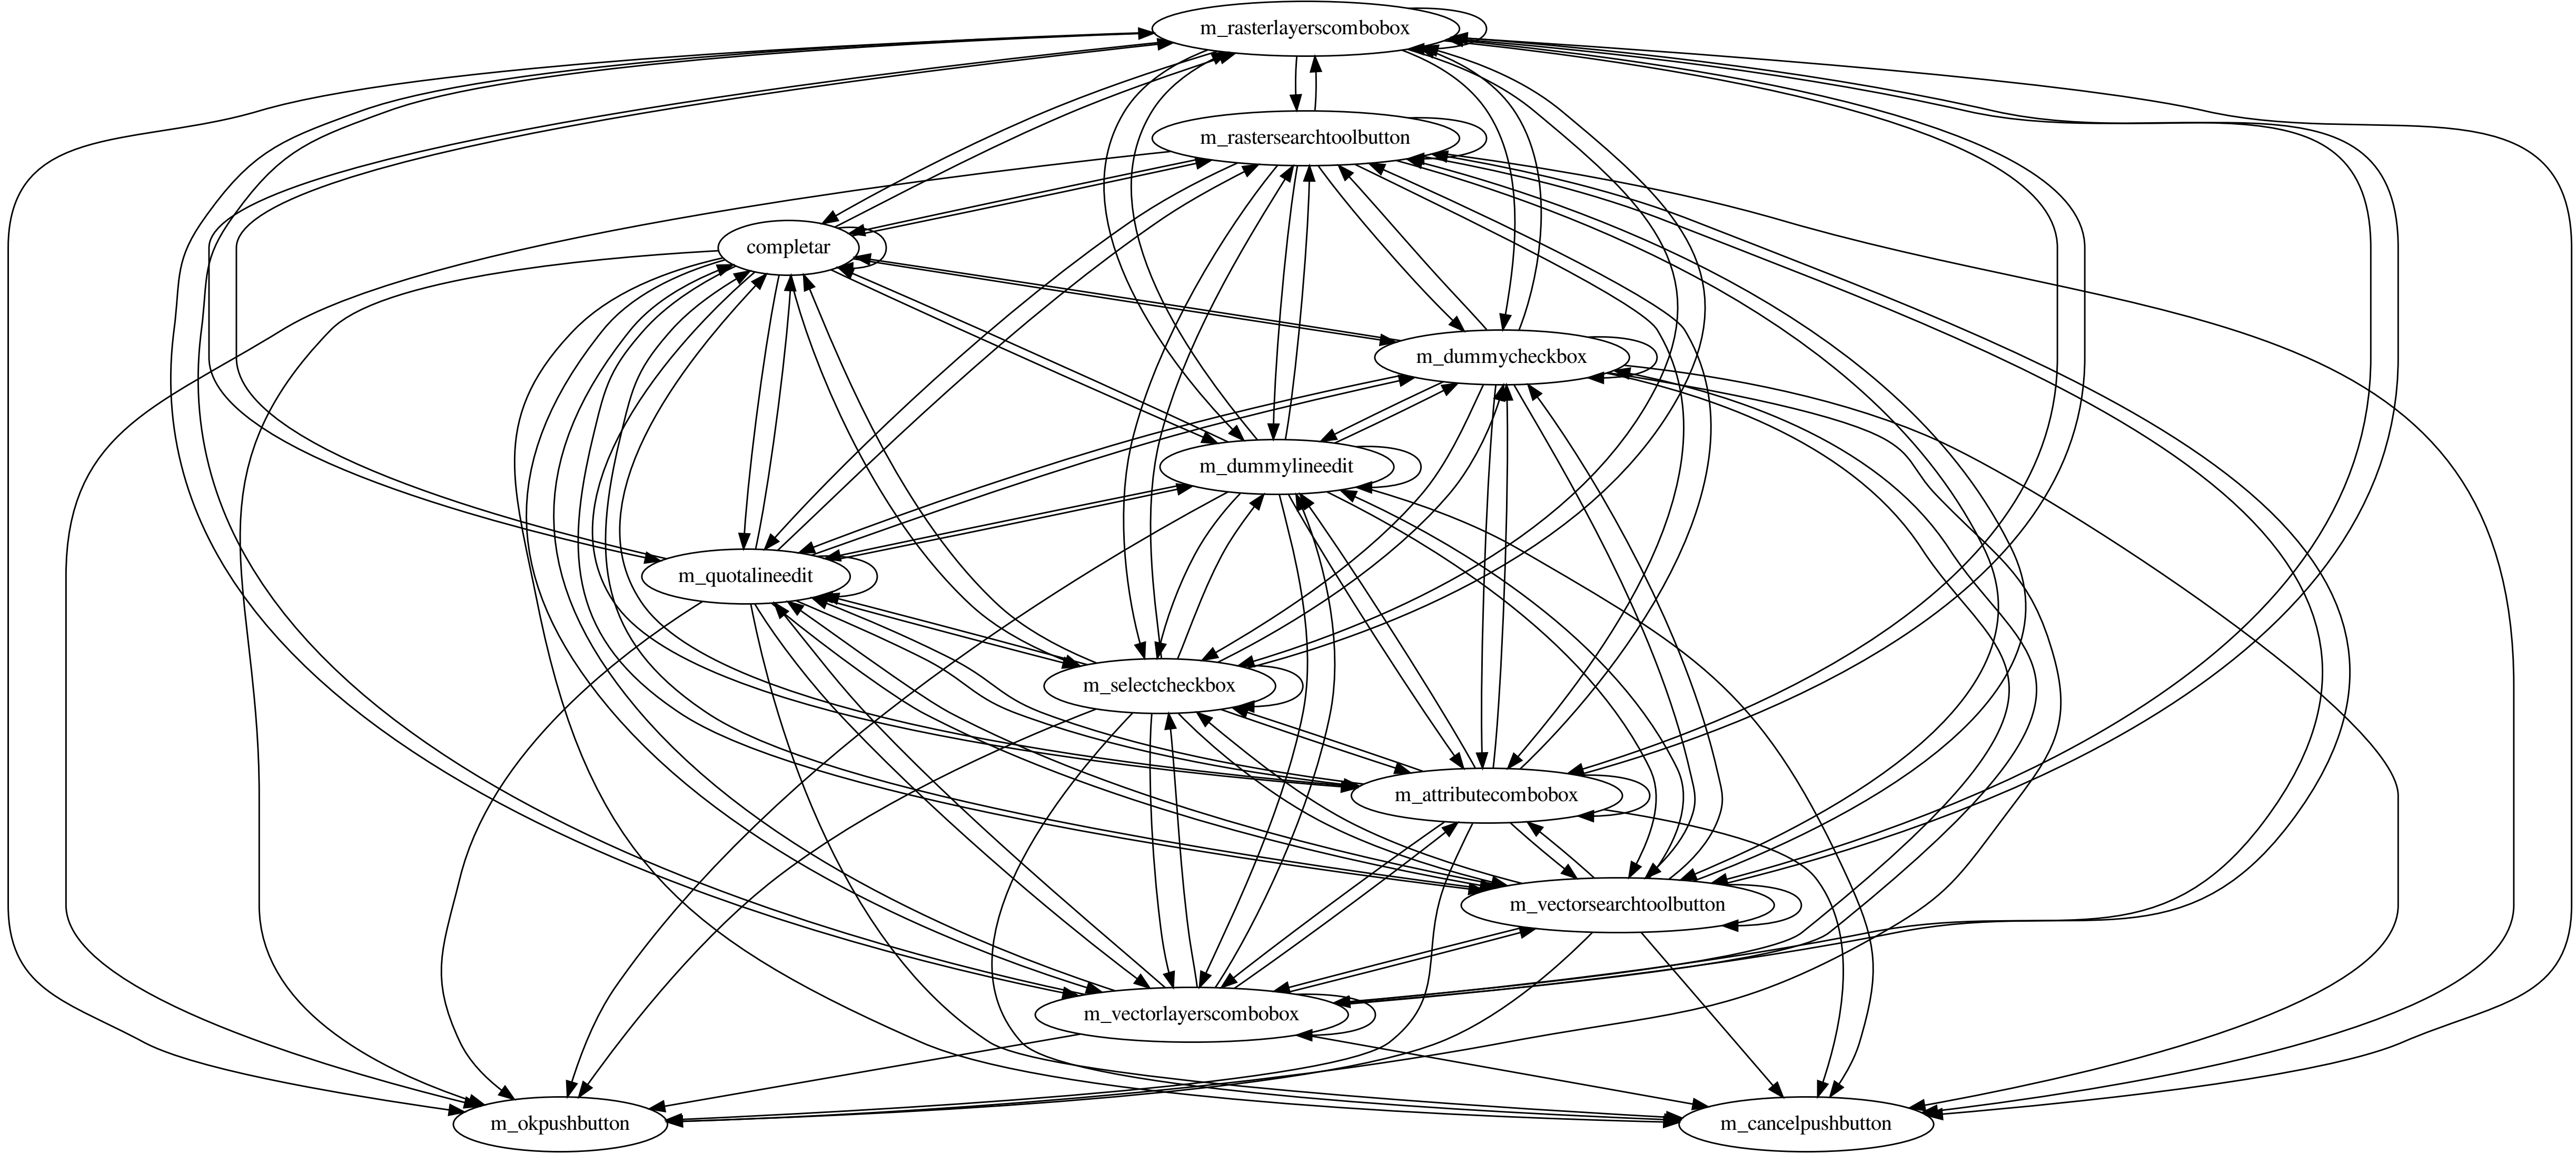 m_rasterlayerscombobox
m_rastersearchtoolbutton
completar
m_dummycheckbox
m_dummylineedit
m_quotalineedit
m_selectcheckbox
m_attributecombobox
m_vectorsearchtoolbutton
m_vectorlayerscombobox
m_okpushbutton
m_cancelpushbutton